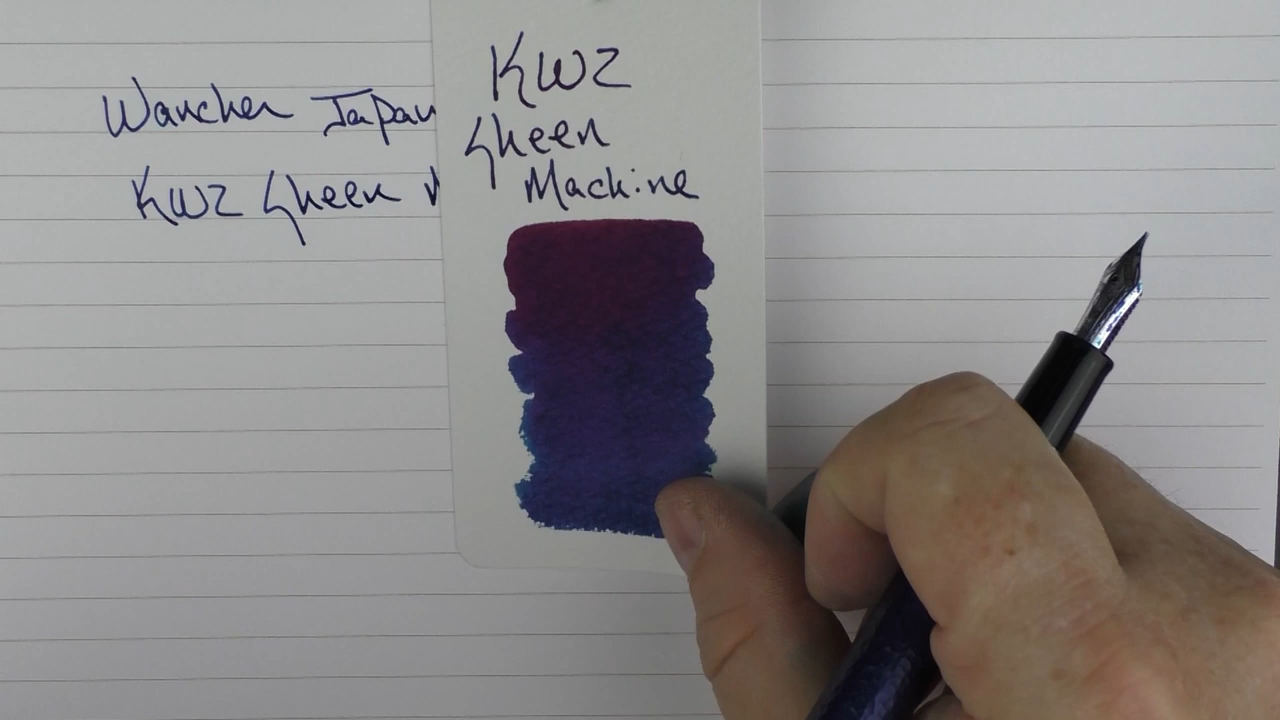 Wancher Japan
KWZ Sheen
KWZ
Sheen
Machine